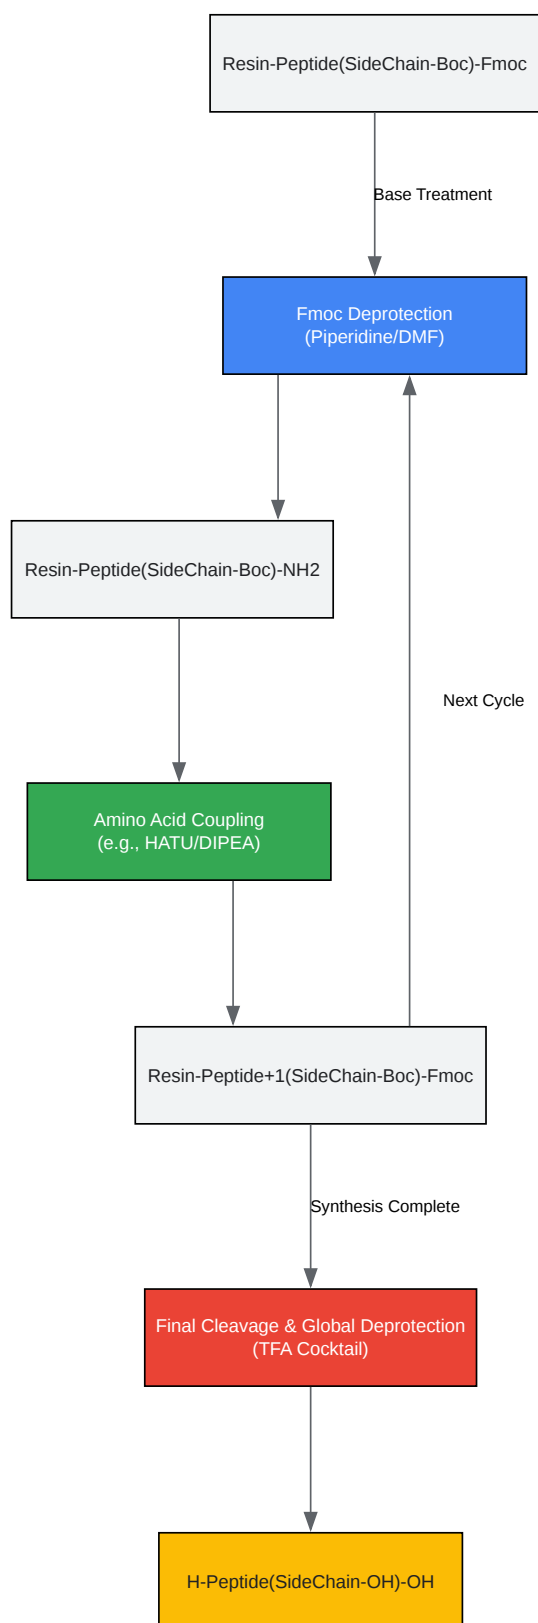 Resin-Peptide(SideChain-Boc)-Fmoc
Base Treatment
Fmoc Deprotection
(Piperidine/DMF)
Resin-Peptide(SideChain-Boc)-NH2
Next Cycle
Amino Acid Coupling
(e.g., HATU/DIPEA)
Resin-Peptide+1(SideChain-Boc)-Fmoc
Synthesis Complete
Final Cleavage & Global Deprotection
(TFA Cocktail)
H-Peptide(SideChain-OH)-OH